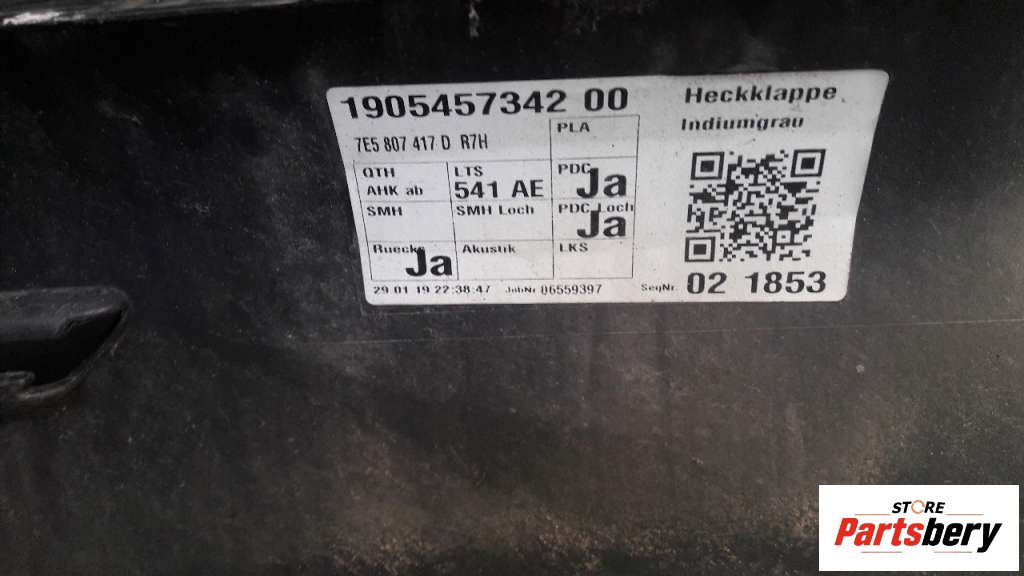 1905457342 00
Heckklappe
Indiumgrau
7E5 807 417 D R7H
PLA
QTH
AHK ab
LTS
541 AE
PDC
Ja
SMH
SMH Loch
PDC Loch
Ja
Ruecks
Ja
Akustik
LKS
29 01 19 22:38:47
JobNr 06559397
SeqNr.
02 1853
STORE
Partsbery